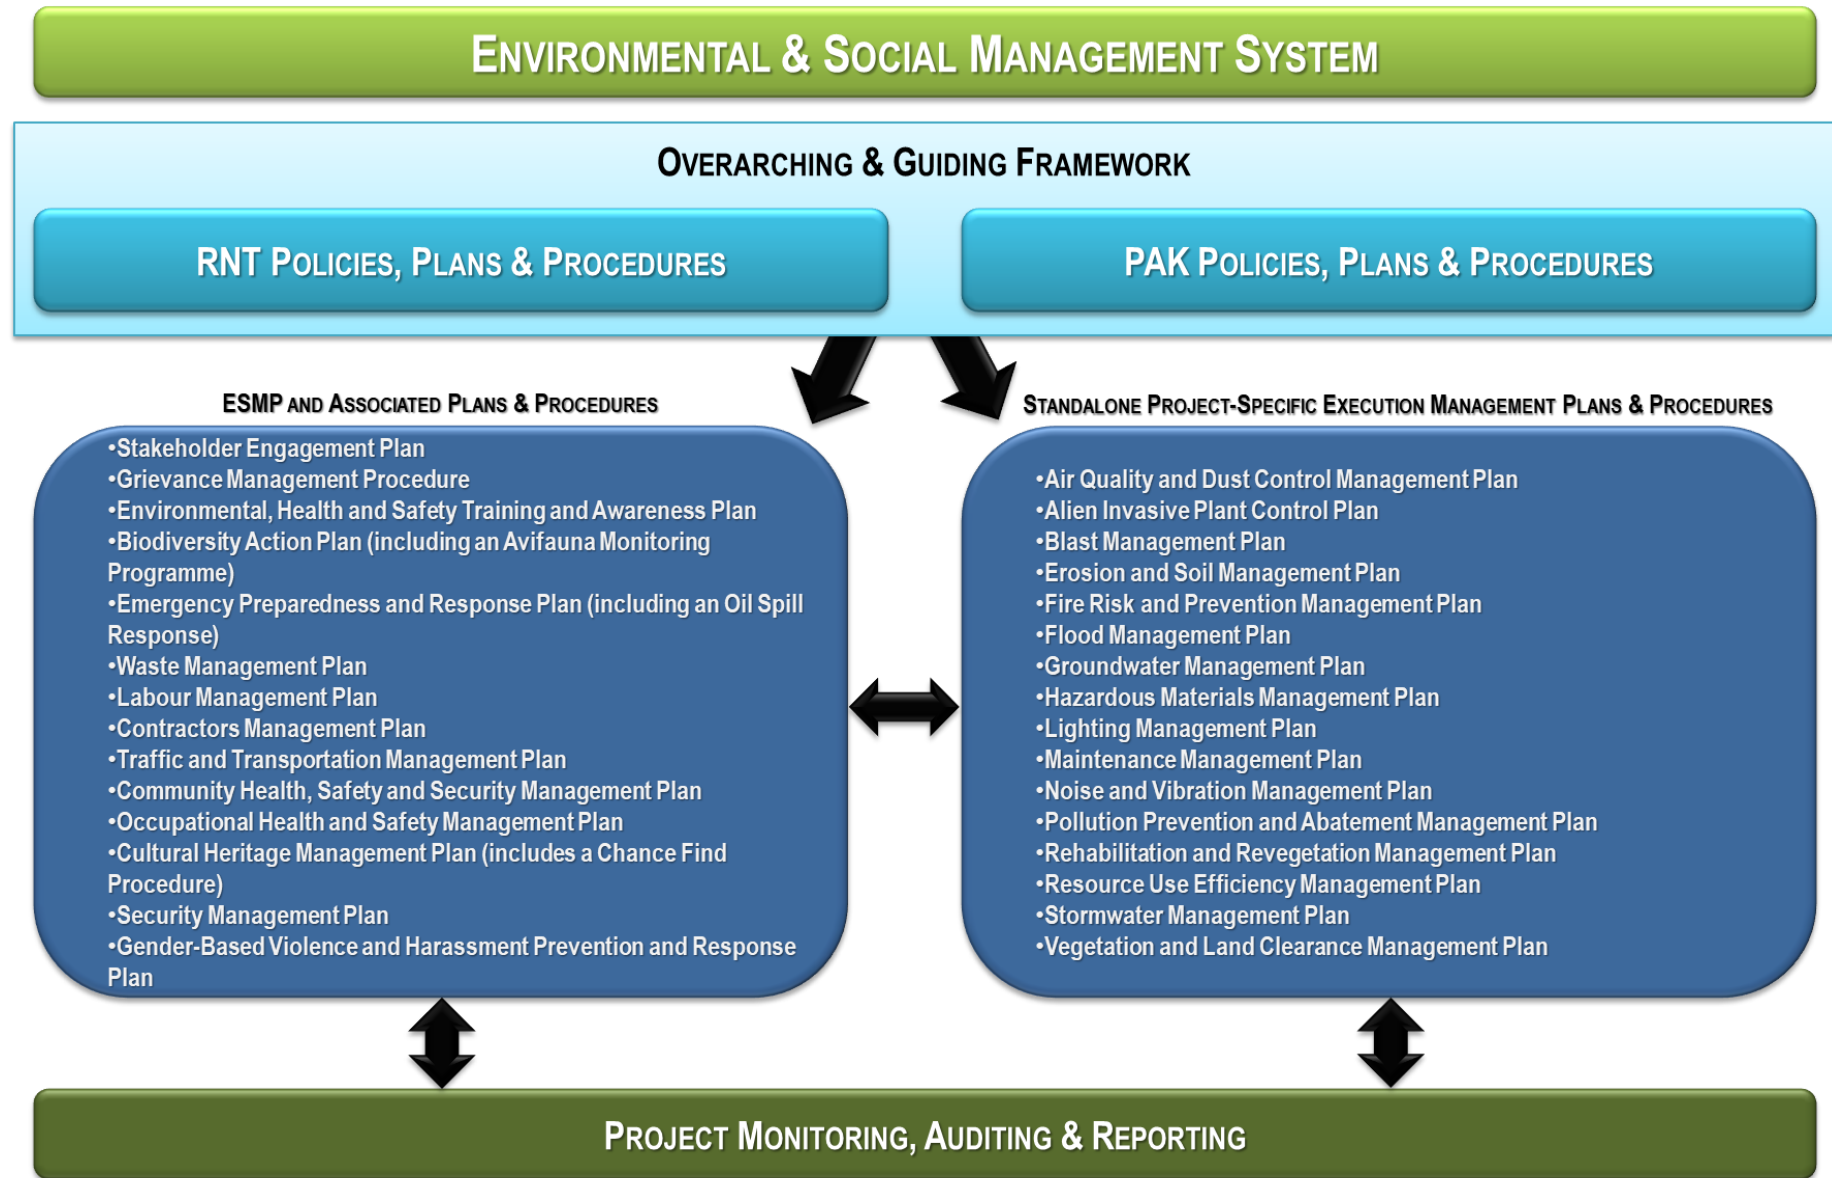 ENVIRONMENTAL & SOCIAL MANAGEMENT SYSTEM
OVERARCHING & GUIDING FRAMEWORK
RNT POLICIES, PLANS & PROCEDURES
PAK POLICIES, PLANS & PROCEDURES
ESMP AND ASSOCIATED PLANS & PROCEDURES
•Stakeholder Engagement Plan
•Grievance Management Procedure
•Environmental, Health and Safety Training and Awareness Plan
•Biodiversity Action Plan (including an Avifauna Monitoring
Programme)
•Emergency Preparedness and Response Plan (including an Oil Spill
Response)
•Waste Management Plan
•Labour Management Plan
•Contractors Management Plan
•Traffic and Transportation Management Plan
•Community Health, Safety and Security Management Plan
•Occupational Health and Safety Management Plan
•Cultural Heritage Management Plan (includes a Chance Find
Procedure)
•Security Management Plan
•Gender-Based Violence and Harassment Prevention and Response
Plan
STANDALONE PROJECT-SPECIFIC EXECUTION MANAGEMENT PLANS & PROCEDURES
•Air Quality and Dust Control Management Plan
•Alien Invasive Plant Control Plan
•Blast Management Plan
•Erosion and Soil Management Plan
•Fire Risk and Prevention Management Plan
•Flood Management Plan
•Groundwater Management Plan
•Hazardous Materials Management Plan
•Lighting Management Plan
•Maintenance Management Plan
•Noise and Vibration Management Plan
•Pollution Prevention and Abatement Management Plan
•Rehabilitation and Revegetation Management Plan
•Resource Use Efficiency Management Plan
•Stormwater Management Plan
•Vegetation and Land Clearance Management Plan
PROJECT MONITORING, AUDITING & REPORTING